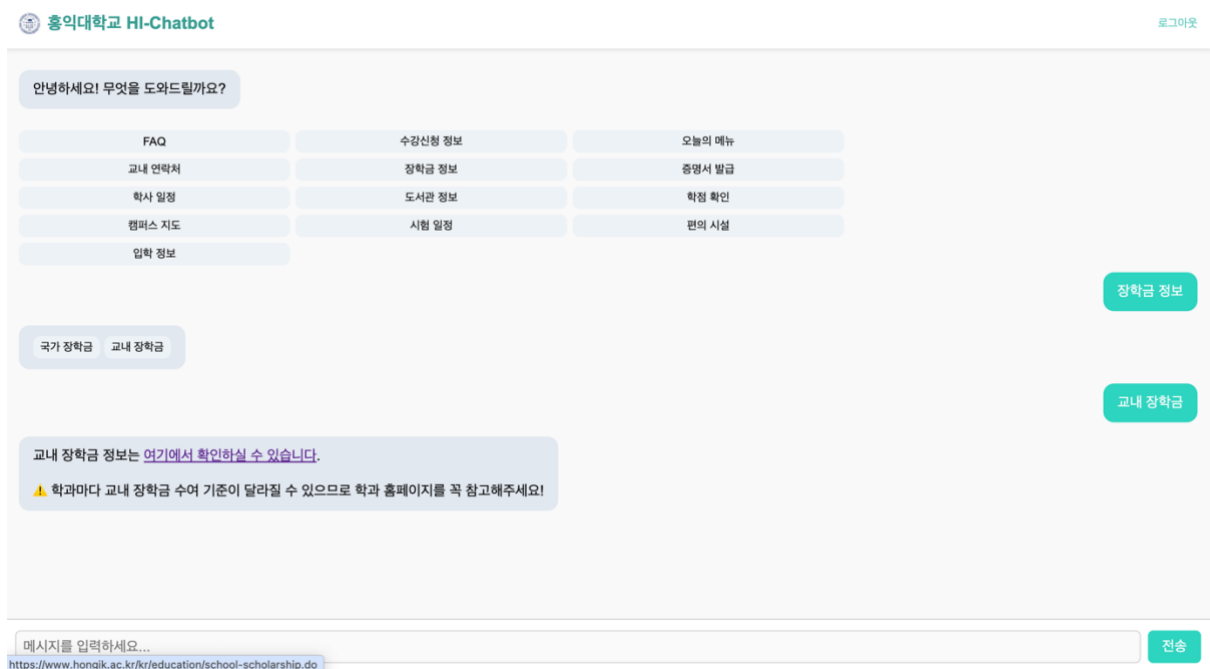 홍익대학교 HI-Chatbot
로그아웃
안녕하세요! 무엇을 도와드릴까요?
FAQ 수강신청 정보 오늘의 메뉴
교내 연락처 장학금 정보 증명서 발급
학사 일정 도서관 정보 학점 확인
캠퍼스 지도 시험 일정 편의 시설
입학 정보
장학금 정보
국가 장학금 교내 장학금
교내 장학금
교내 장학금 정보는 여기에서 확인하실 수 있습니다.
⚠️ 학과마다 교내 장학금 수여 기준이 달라질 수 있으므로 학과 홈페이지를 꼭 참고해주세요!
메시지를 입력하세요...
전송
https://www.hongik.ac.kr/kr/education/school-scholarship.do